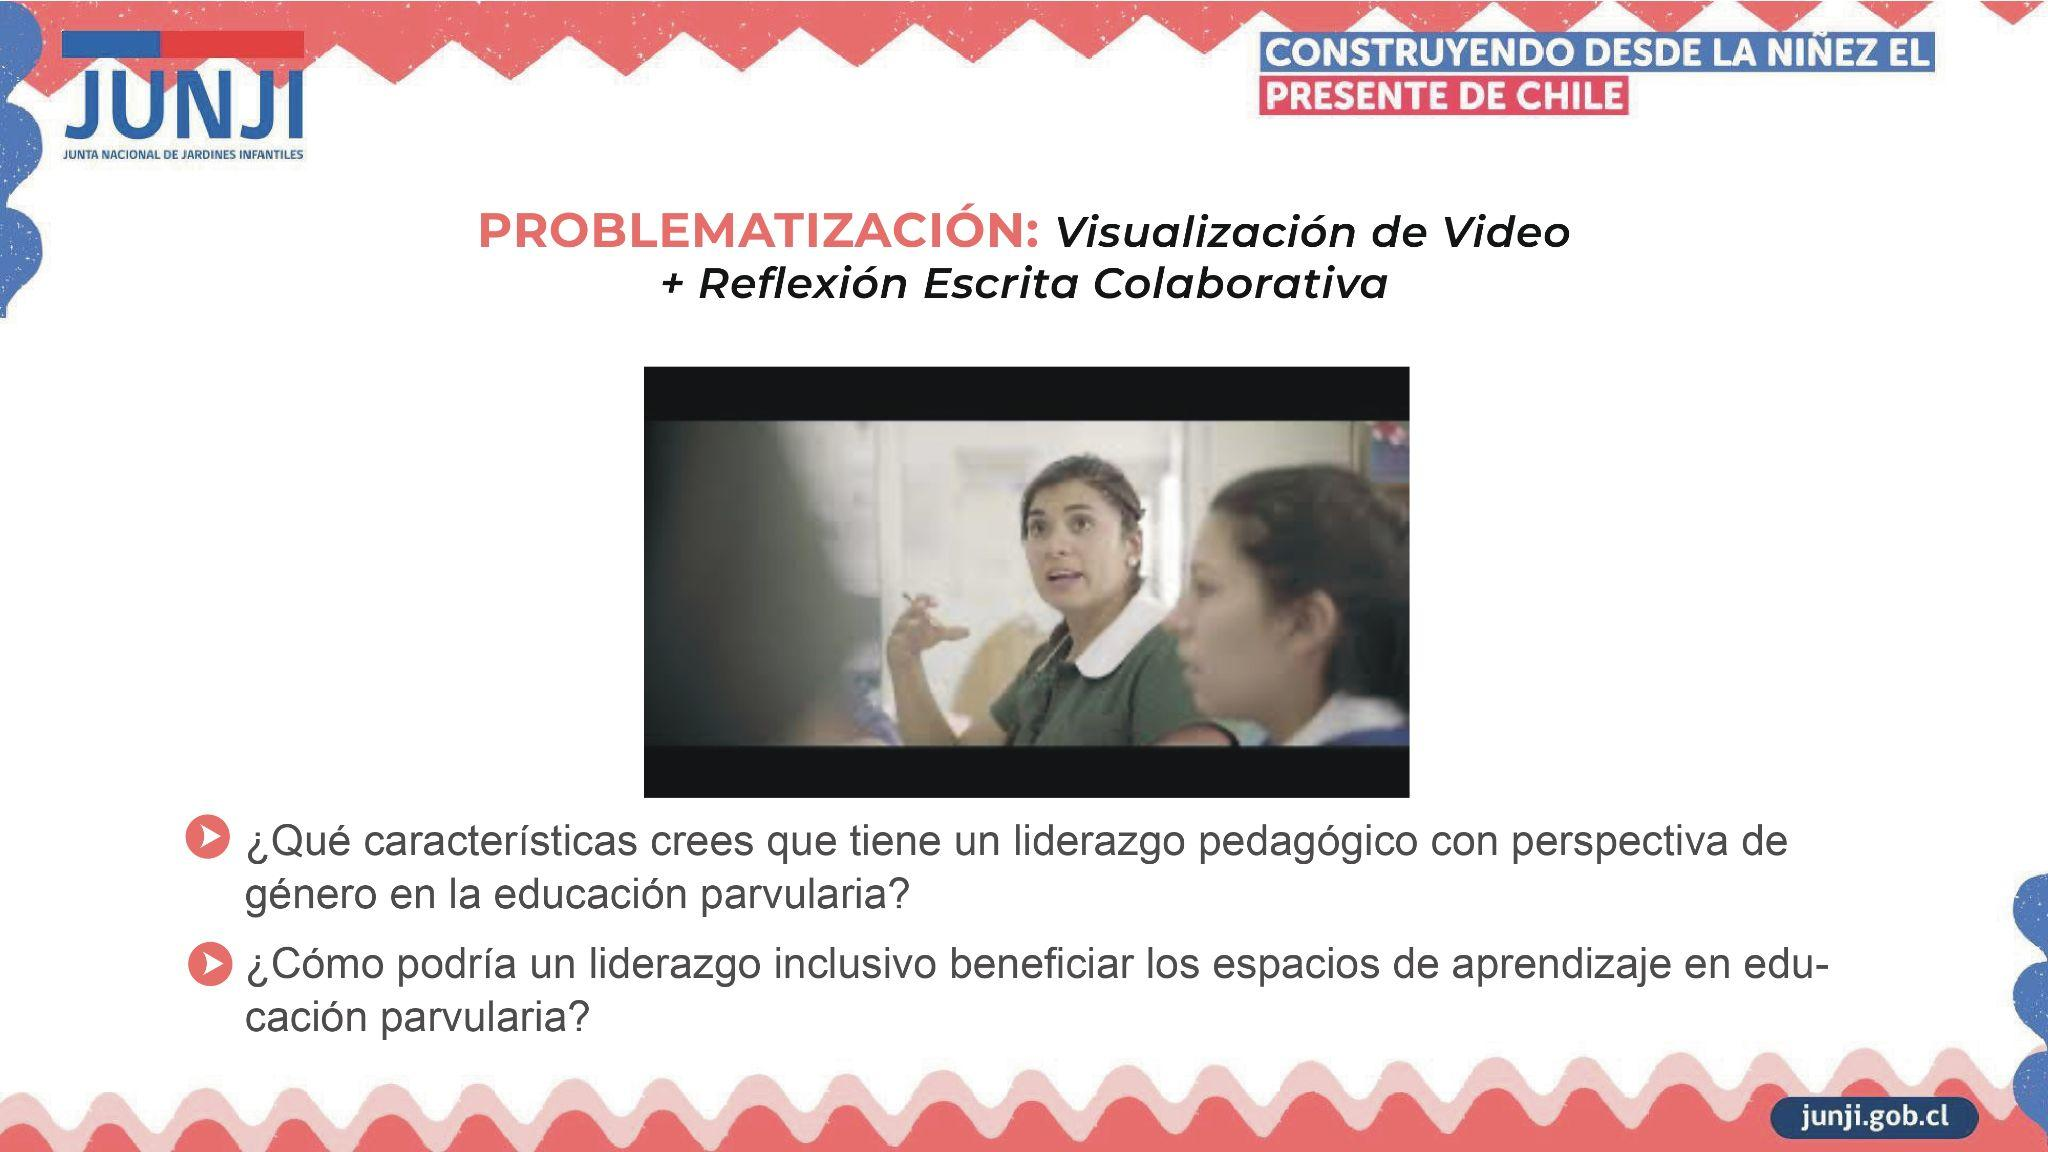 JUNJI
JUNTA NACIONAL DE JARDINES INFANTILES
CONSTRUYENDO DESDE LA NIÑEZ EL
PRESENTE DE CHILE
PROBLEMATIZACIÓN: Visualización de Video
+ Reflexión Escrita Colaborativa
¿Qué características crees que tiene un liderazgo pedagógico con perspectiva de
género en la educación parvularia?
¿Cómo podría un liderazgo inclusivo beneficiar los espacios de aprendizaje en edu-
cación parvularia?
junji.gob.cl